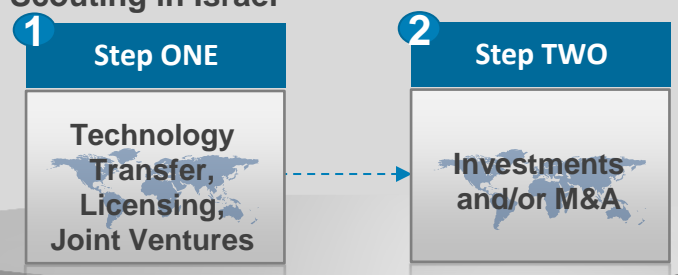 Scouting in Israel
1
Step ONE
Technology
Transfer,
Licensing,
Joint Ventures
2
Step TWO
Investments
and/or M&A